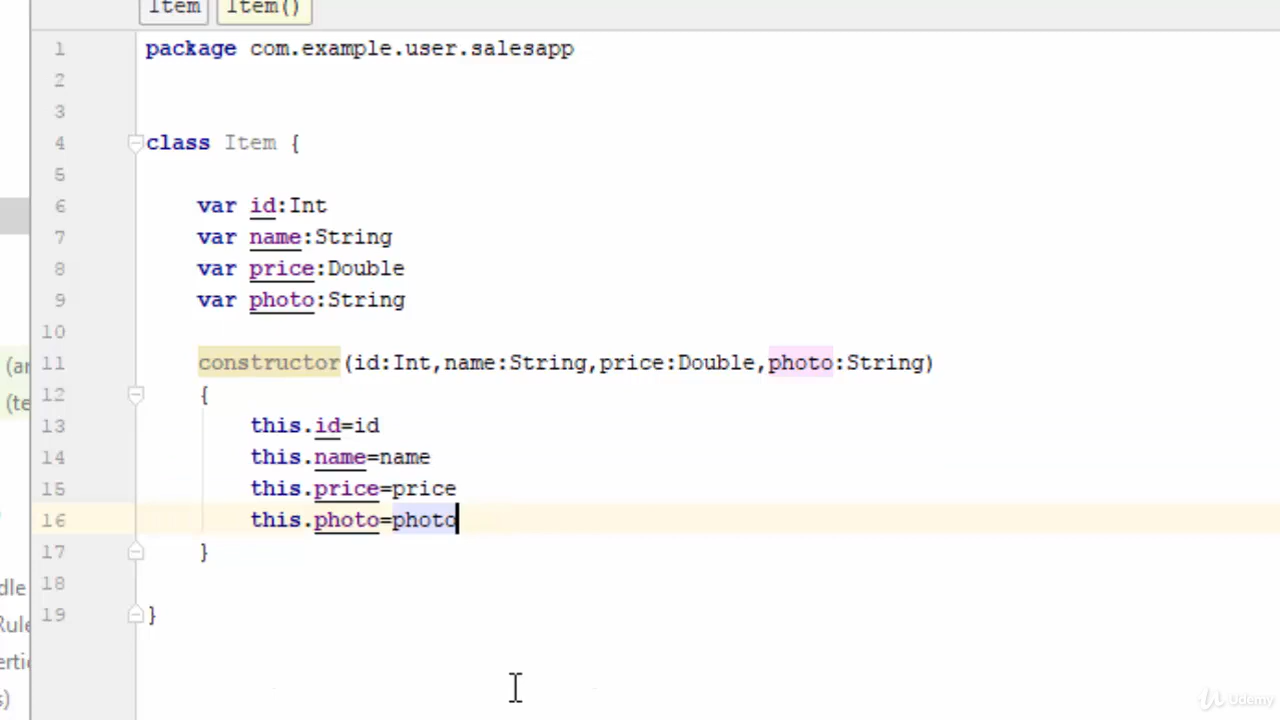 Item Item()
1 package com.example.user.salesapp
2
3
4 class Item {
5
6 var id:Int
7 var name:String
8 var price:Double
9 var photo:String
10
11 constructor(id:Int,name:String,price:Double,photo:String)
12 {
13 this.id=id
14 this.name=name
15 this.price=price
16 this.photo=photo
17 }
18
19 }
Udemy